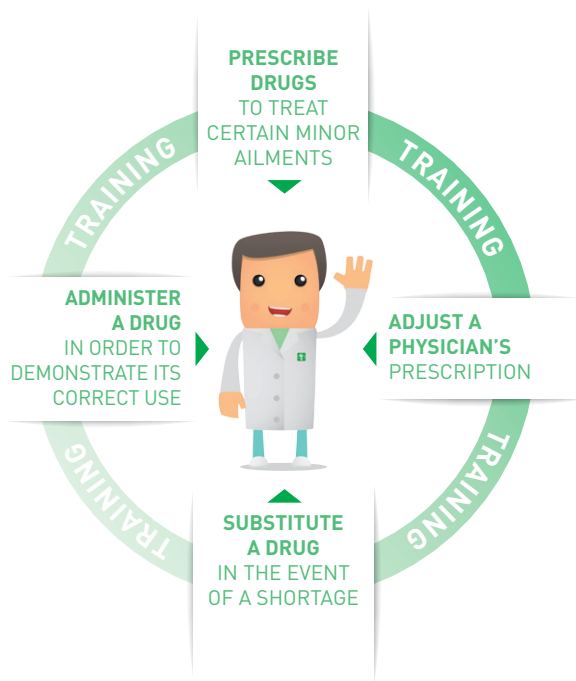 PRESCRIBE
DRUGS
TO TREAT
CERTAIN MINOR
AILMENTS
TRAINING
TRAINING
ADMINISTER
A DRUG
IN ORDER TO
DEMONSTRATE ITS
CORRECT USE
ADJUST A
PHYSICIAN'S
PRESCRIPTION
TRAINING
TRAINING
SUBSTITUTE
A DRUG
IN THE EVENT
OF A SHORTAGE